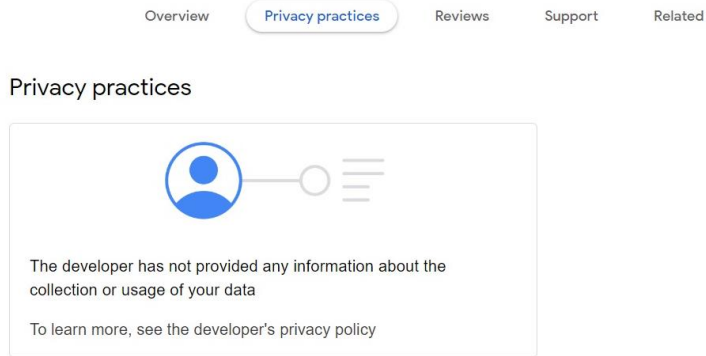 Overview Privacy practices Reviews Support Related
Privacy practices
The developer has not provided any information about the
collection or usage of your data
To learn more, see the developer's privacy policy